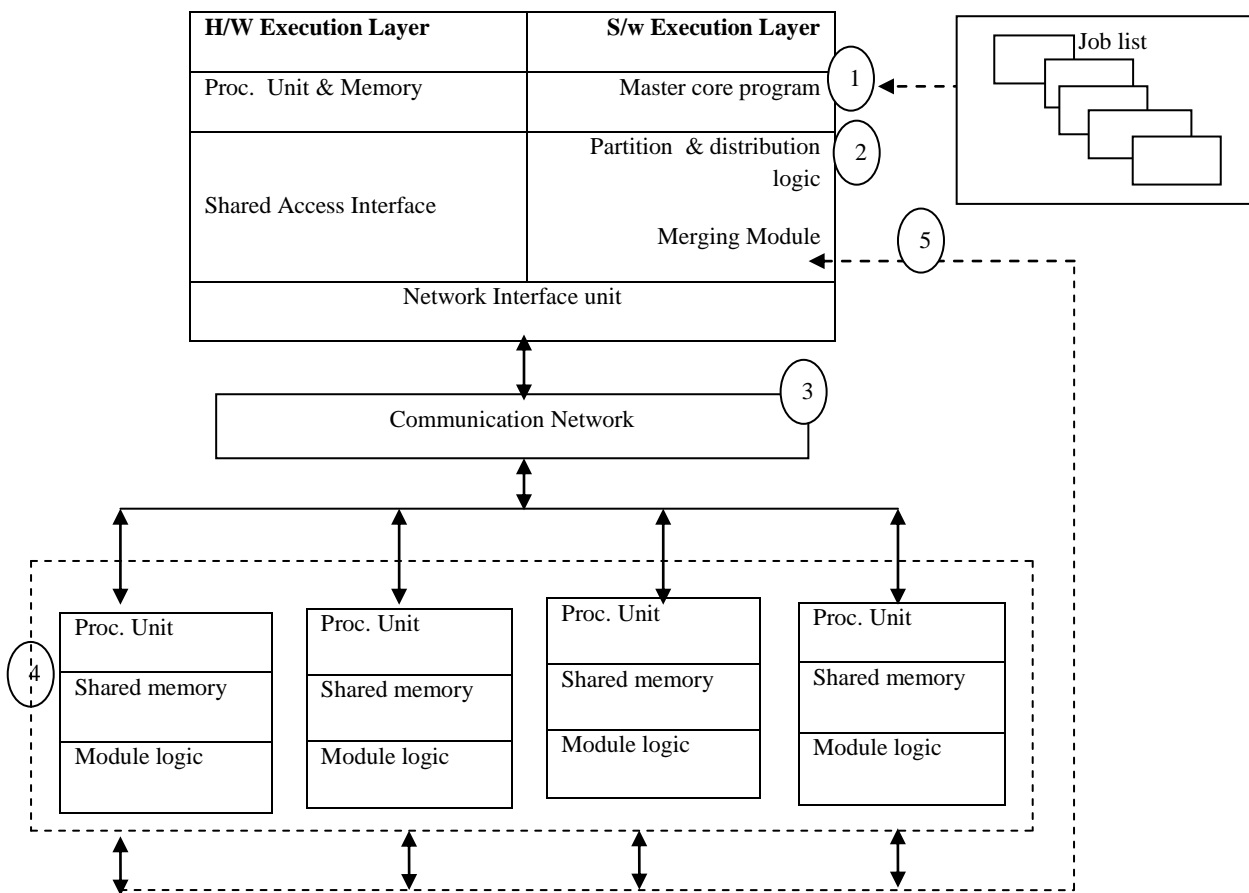 H/W Execution Layer
S/w Execution Layer
Job list
Proc. Unit & Memory
Master core program
1
Partition & distribution
logic
2
Shared Access Interface
Merging Module
5
Network Interface unit
3
Communication Network
Proc. Unit
Shared memory
Module logic
Proc. Unit
Shared memory
Module logic
Proc. Unit
Shared memory
Module logic
Proc. Unit
Shared memory
Module logic
4